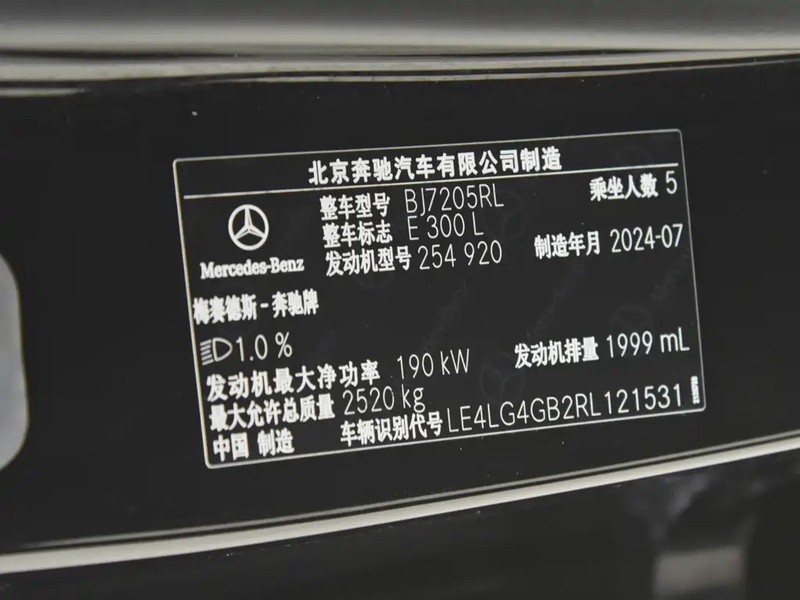 北京奔驰汽车有限公司制造
整车型号 BJ7205RL 乘坐人数 5
整车标志 E 300 L
发动机型号 254 920 制造年月 2024-07
Mercedes-Benz
梅赛德斯-奔驰牌
1.0 %
发动机最大净功率 190 kW 发动机排量 1999 mL
最大允许总质量 2520 kg
中国 制造 车辆识别代号 LE4LG4GB2RL121531